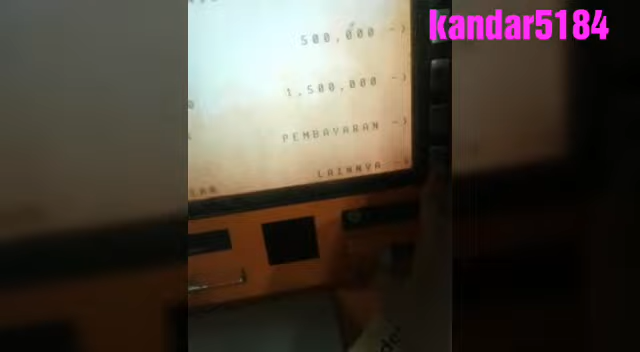 kandar5184
500,000 ->
1,500,000 ->
PEMBAYARAN ->
LAINNYA ->